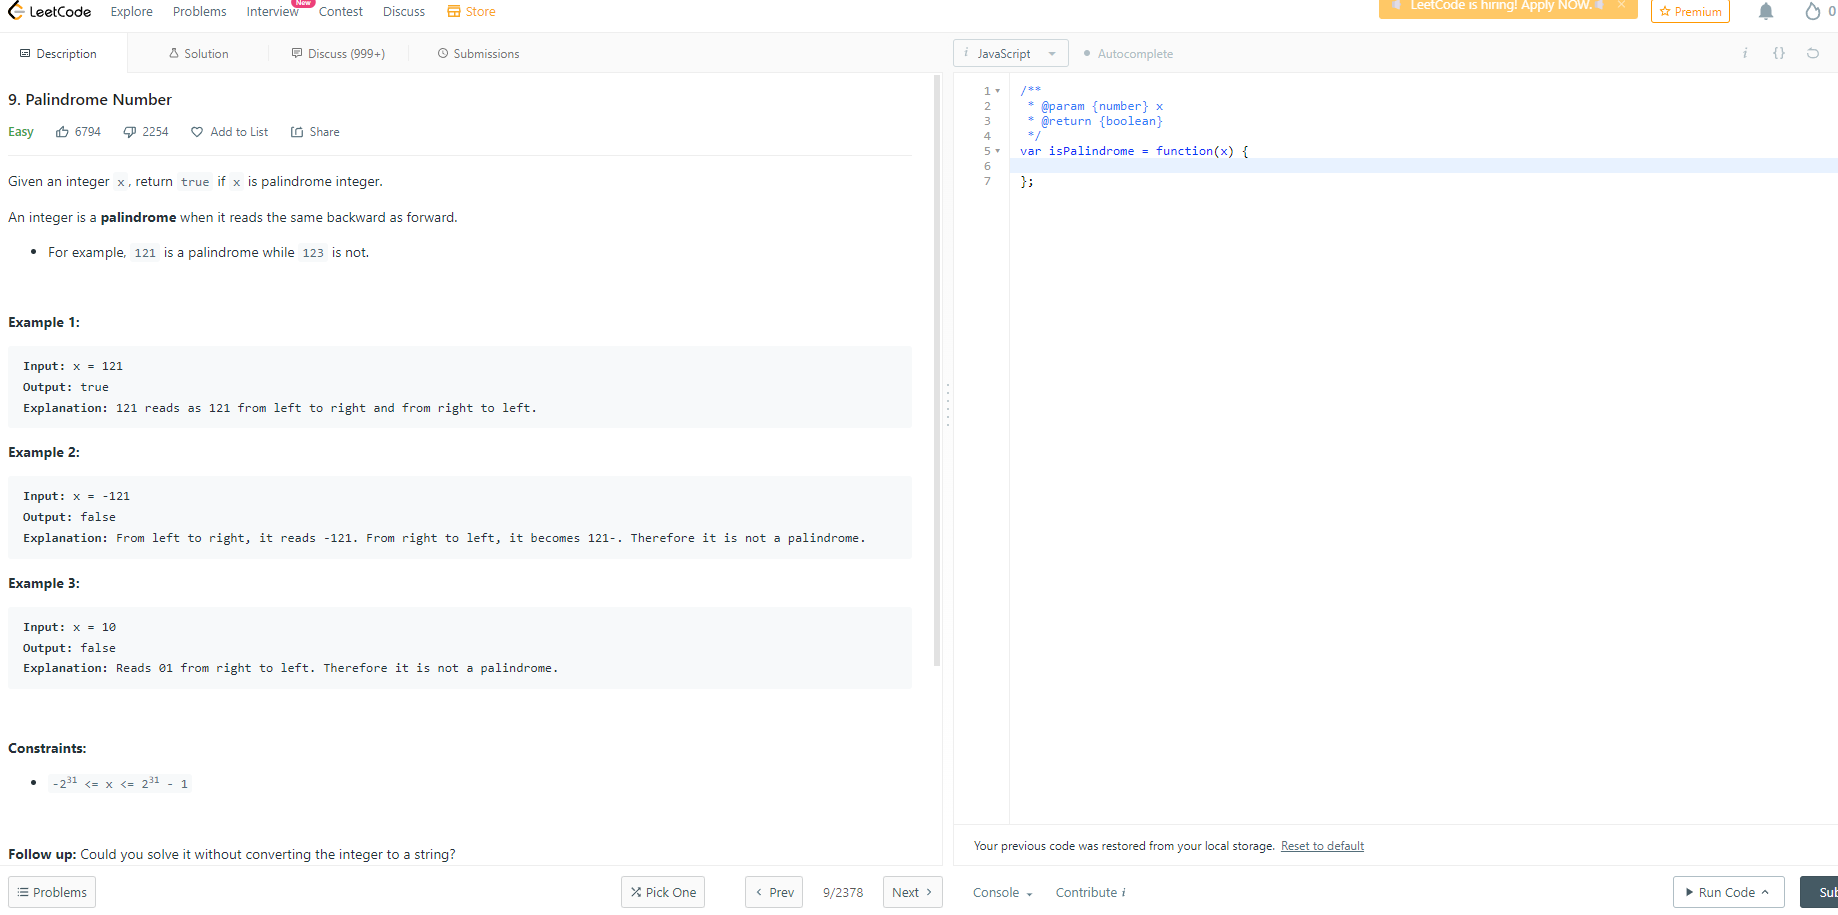 LeetCode Explore Problems Interview New Contest Discuss Store LeetCode is hiring! Apply NOW. × Premium 0
Description Solution Discuss (999+) Submissions
9. Palindrome Number
Easy 6794 2254 Add to List Share
Given an integer x, return true if x is palindrome integer.
An integer is a palindrome when it reads the same backward as forward.
• For example, 121 is a palindrome while 123 is not.
Example 1:
Input: x = 121
Output: true
Explanation: 121 reads as 121 from left to right and from right to left.
Example 2:
Input: x = -121
Output: false
Explanation: From left to right, it reads -121. From right to left, it becomes 121-. Therefore it is not a palindrome.
Example 3:
Input: x = 10
Output: false
Explanation: Reads 01 from right to left. Therefore it is not a palindrome.
Constraints:
• -2³¹ <= x <= 2³¹ - 1
Follow up: Could you solve it without converting the integer to a string?
Problems Pick One < Prev 9/2378 Next >
i JavaScript Autocomplete i {}
1 /**
2 * @param {number} x
3 * @return {boolean}
4 */
5 var isPalindrome = function(x) {
6
7 };
Your previous code was restored from your local storage. Reset to default
Console Contribute i Run Code Sub